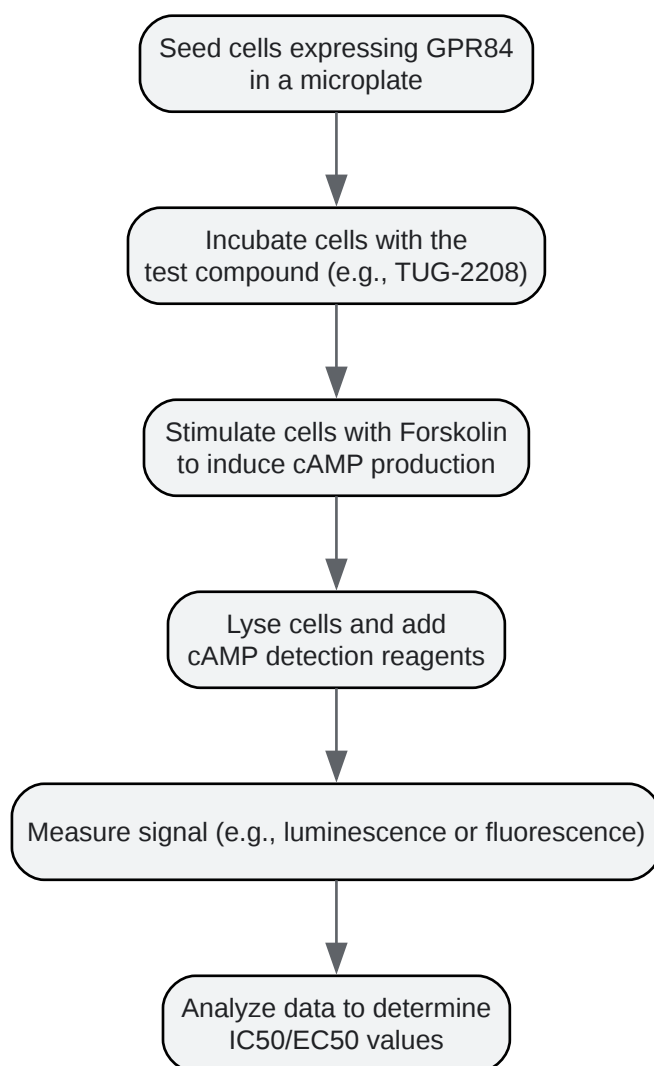 Seed cells expressing GPR84
in a microplate
Incubate cells with the
test compound (e.g., TUG-2208)
Stimulate cells with Forskolin
to induce cAMP production
Lyse cells and add
cAMP detection reagents
Measure signal (e.g., luminescence or fluorescence)
Analyze data to determine
IC50/EC50 values